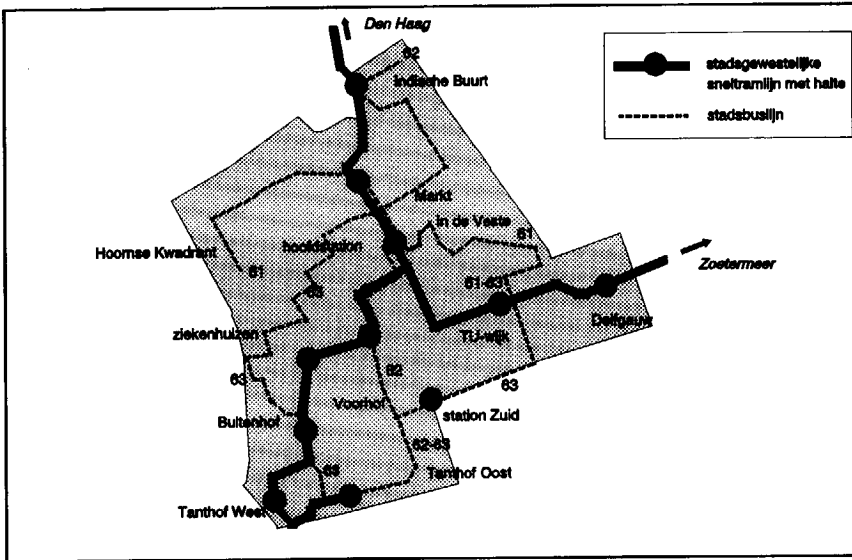 Den Haag
62
Indische Buurt
stadsgewestelijke
sneltramlijn met halte
stadsbuslijn
Markt
In de Veste
61
Hoornse Kwadrant
hoofdstation
61
Zoetermeer
63
61-63
Delfgauw
TU-wijk
ziekenhuizen
62
63
63
Voorhof
station Zuid
Buitenhof
62-63
63
Tanthof Oost
Tanthof West